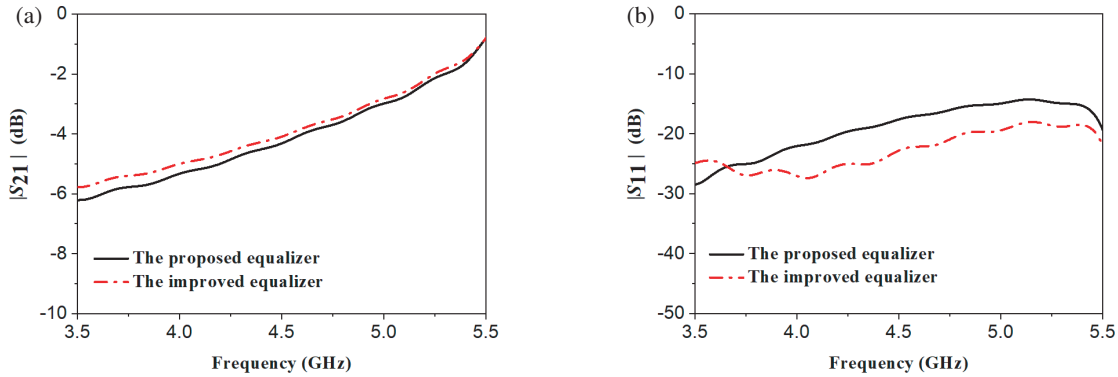 (a)
0
-2
-4
-6
-8
-10
|S21| (dB)
The proposed equalizer
The improved equalizer
3.5 4.0 4.5 5.0 5.5
Frequency (GHz)
(b)
0
-10
-20
-30
-40
-50
|S11| (dB)
The proposed equalizer
The improved equalizer
3.5 4.0 4.5 5.0 5.5
Frequency (GHz)